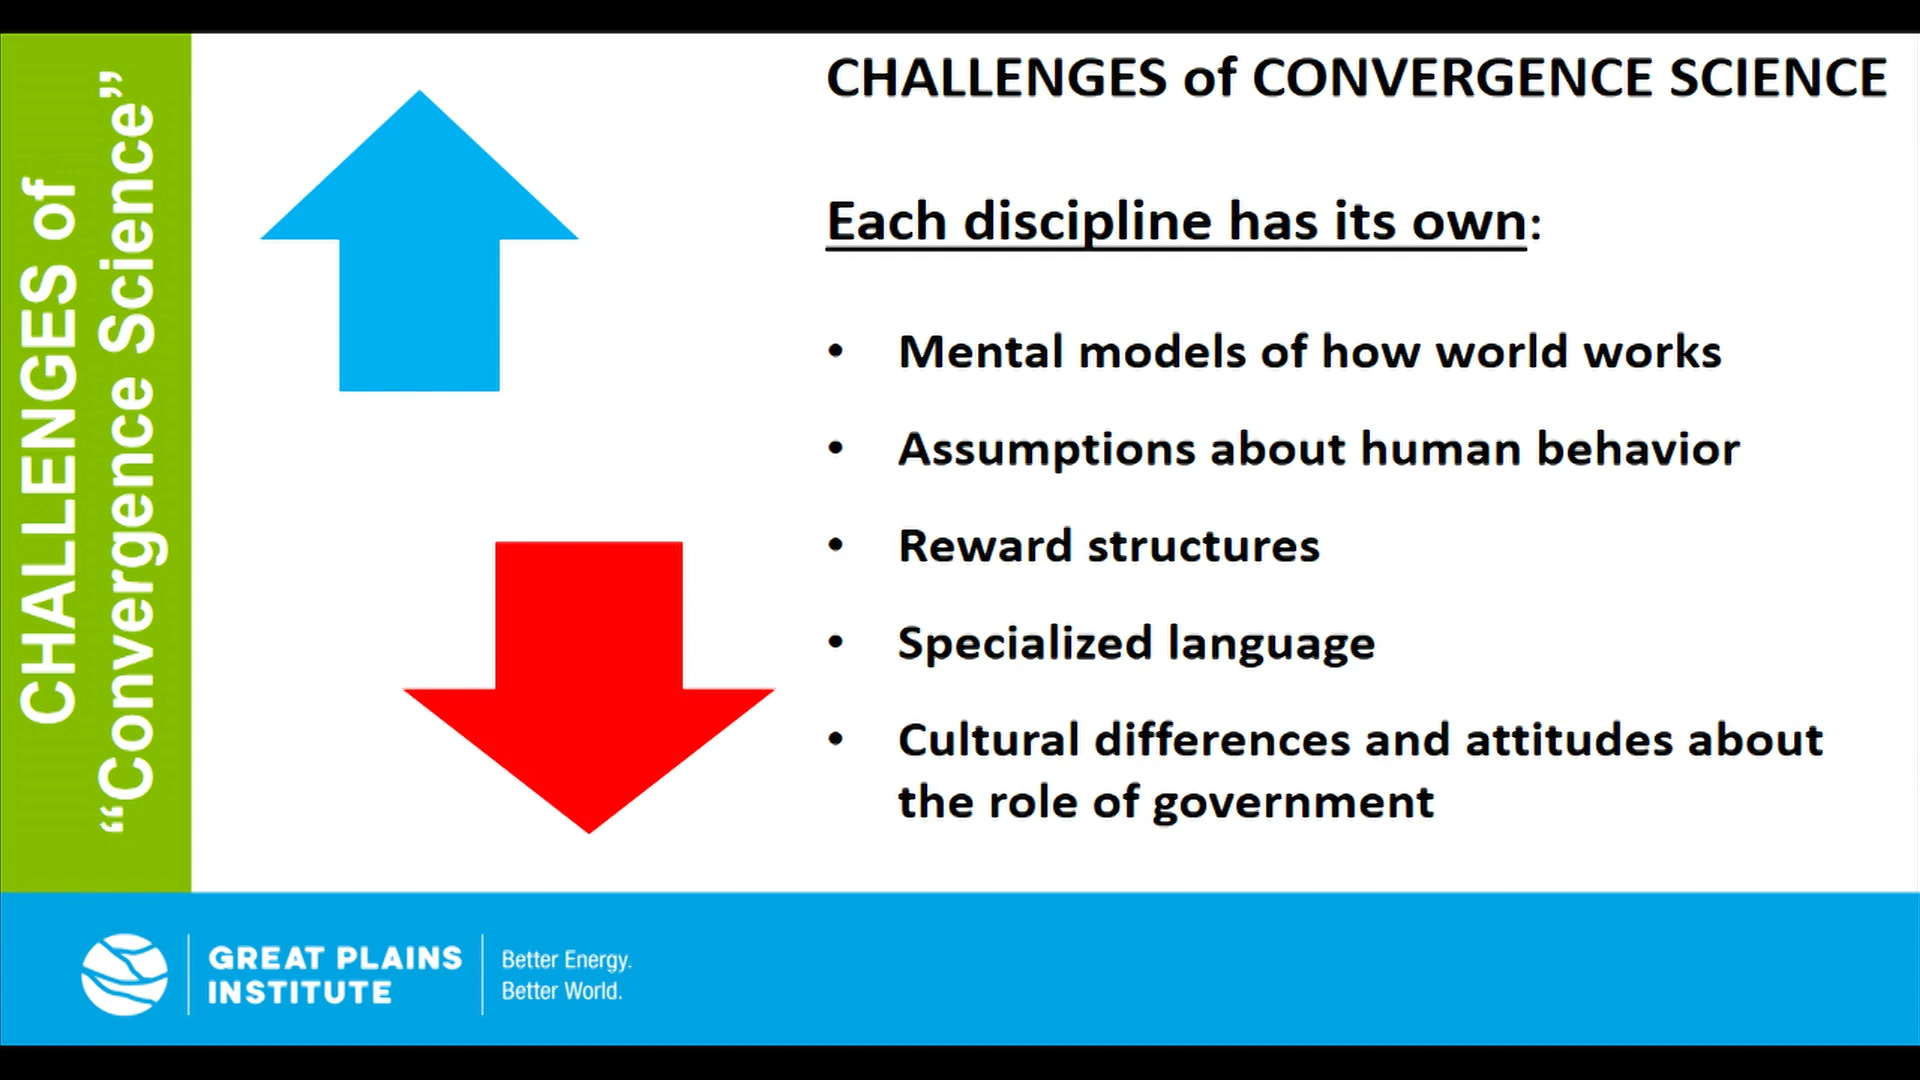 CHALLENGES of
“Convergence Science”
CHALLENGES of CONVERGENCE SCIENCE
Each discipline has its own:
• Mental models of how world works
• Assumptions about human behavior
• Reward structures
• Specialized language
• Cultural differences and attitudes about
the role of government
GREAT PLAINS
INSTITUTE
Better Energy.
Better World.